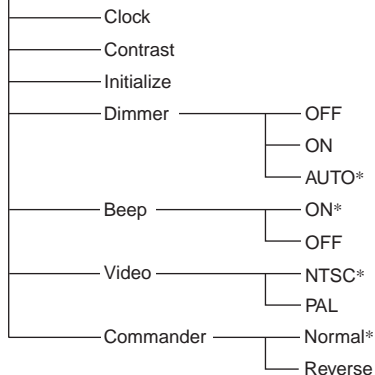 Clock
Contrast
Initialize
Dimmer OFF
ON
AUTO*
Beep ON*
OFF
Video NTSC*
PAL
Commander Normal*
Reverse